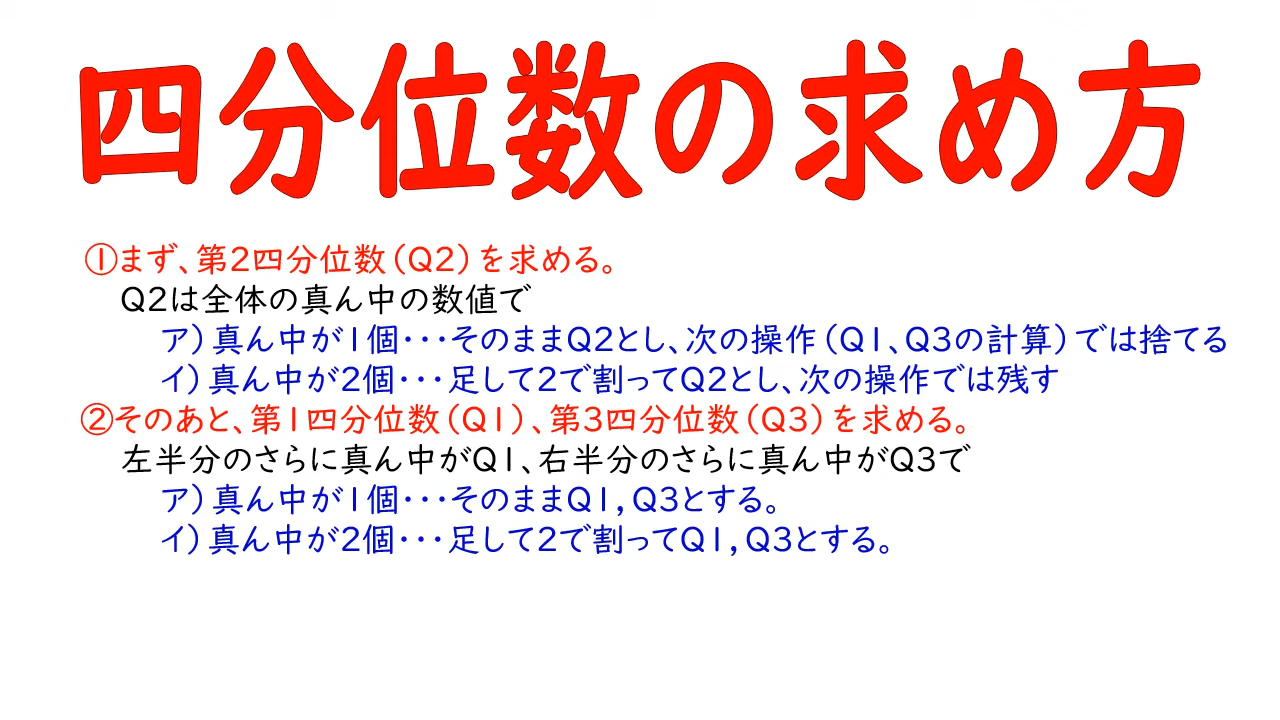 四分位数の求め方
①まず、第2四分位数（Q2）を求める。
Q2は全体の真ん中の数値で
ア）真ん中が1個・・・そのままQ2とし、次の操作（Q1、Q3の計算）では捨てる
イ）真ん中が2個・・・足して2で割ってQ2とし、次の操作では残す
②そのあと、第1四分位数（Q1）、第3四分位数（Q3）を求める。
左半分のさらに真ん中がQ1、右半分のさらに真ん中がQ3で
ア）真ん中が1個・・・そのままQ1,Q3とする。
イ）真ん中が2個・・・足して2で割ってQ1,Q3とする。